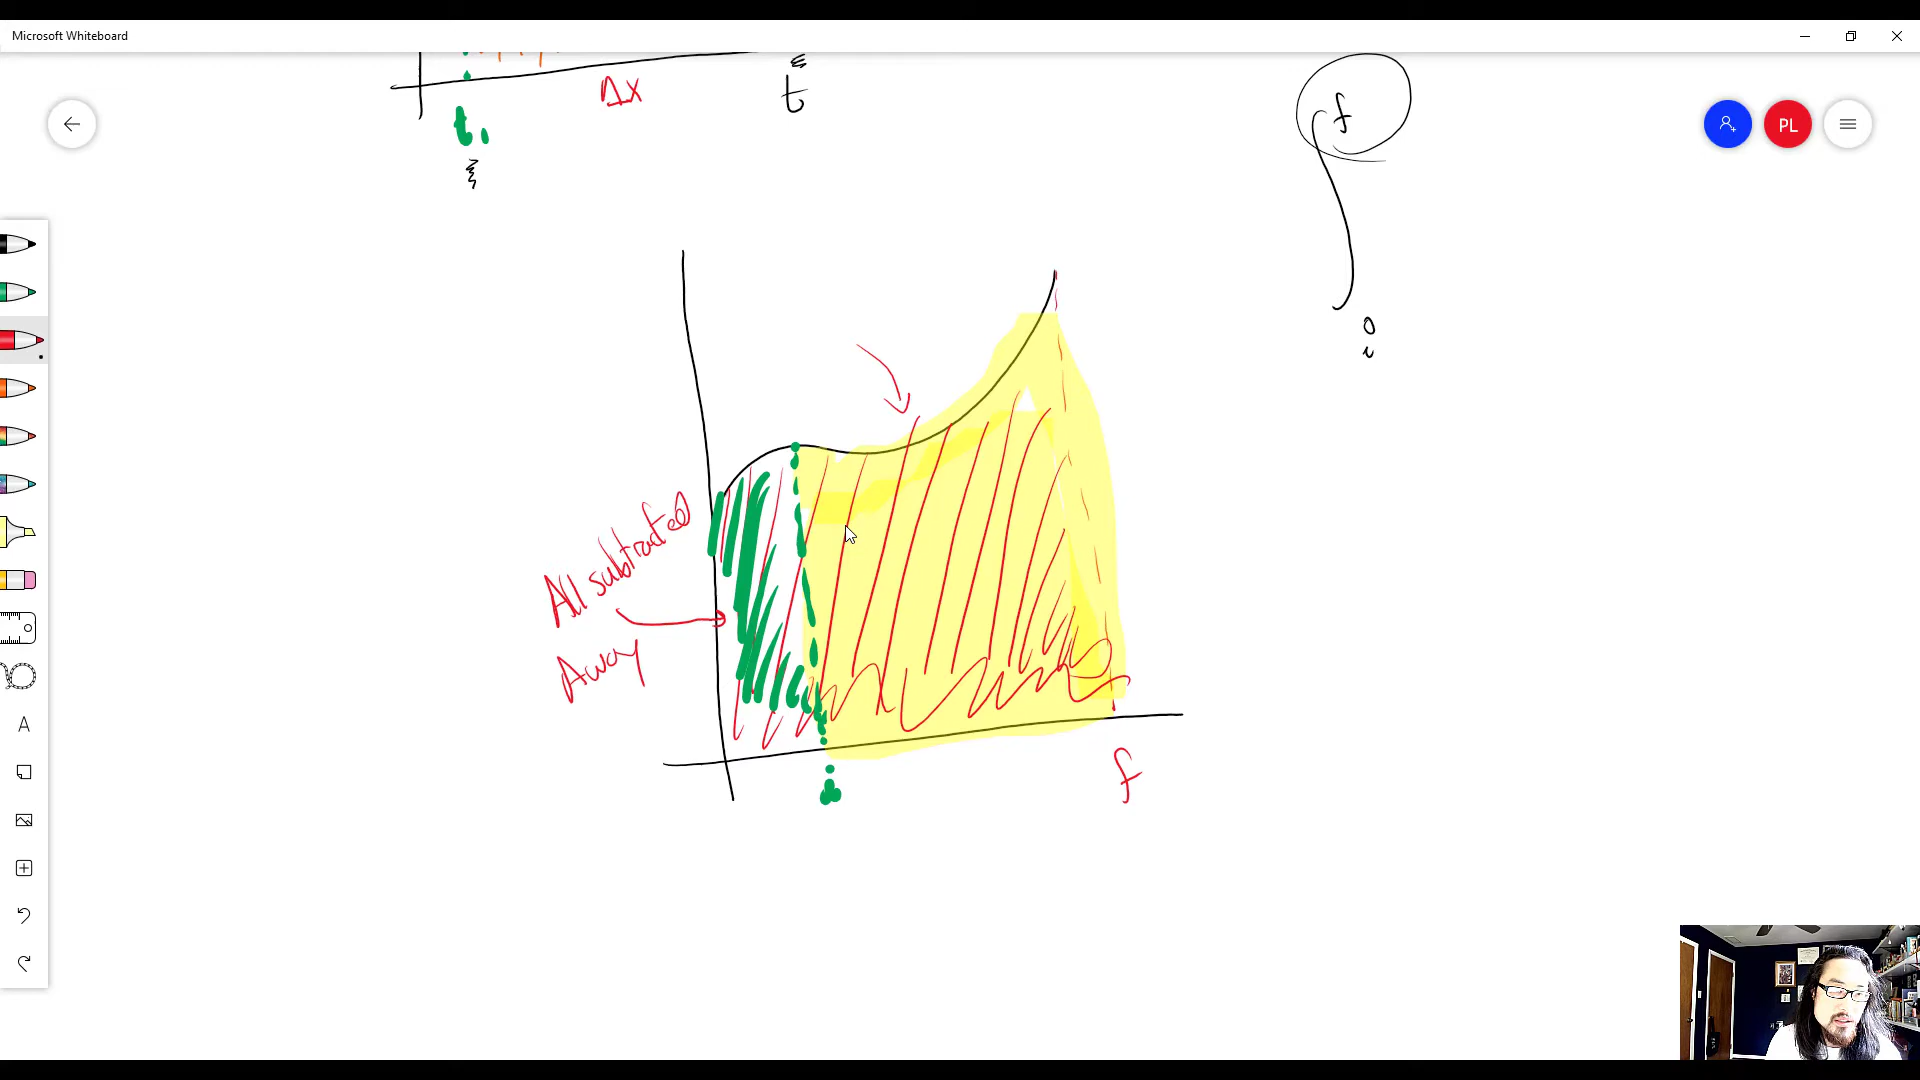 Microsoft Whiteboard
Δx
t
t
f
PL
i
All subtracted
Away
i
f
A